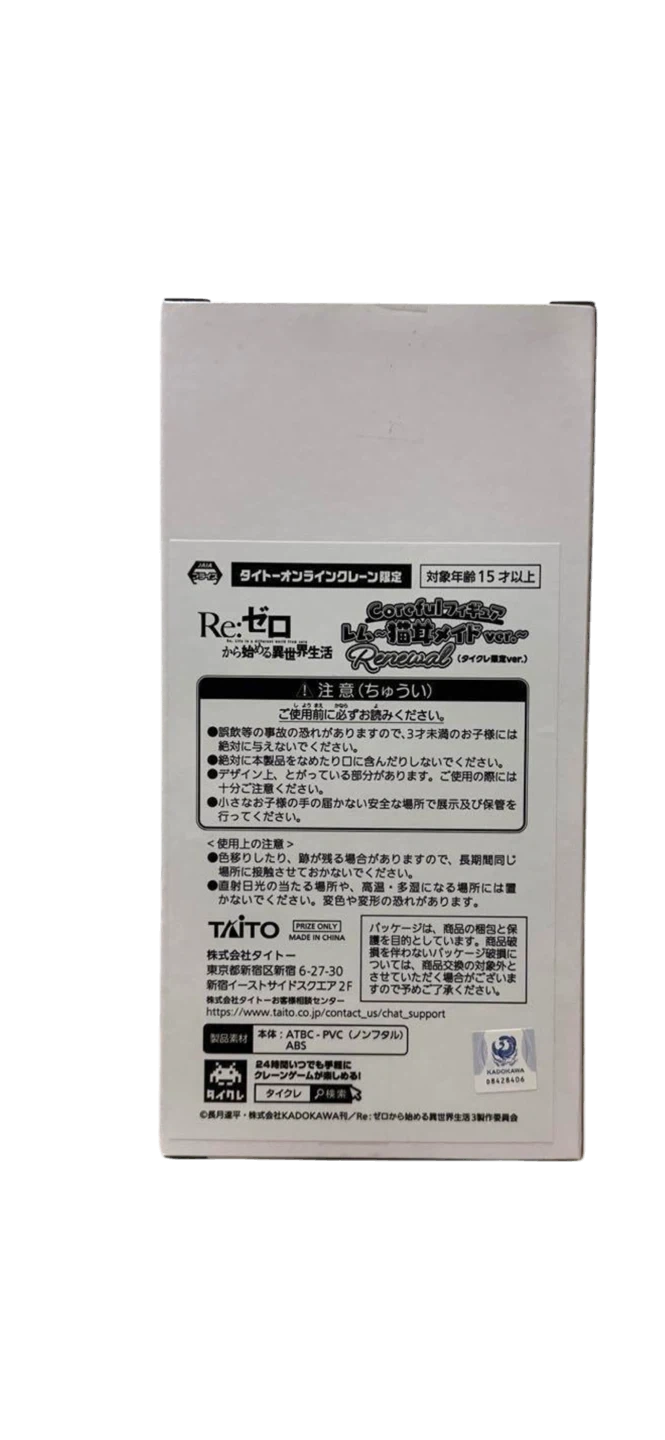 JAIA
プライズ
タイトーオンラインクレーン限定
対象年齢15才以上
Re:ゼロ
Re: Life in a different world from zero
から始める異世界生活
Corefulフィギュア
レム~猫耳メイドver.~
Renewal(タイクレ限定ver.)
注意(ちゅうい)
ご使用前に必ずお読みください。
●誤飲等の事故の恐れがありますので、3才未満のお子様には
絶対に与えないでください。
●絶対に本製品をなめたり口に含んだりしないでください。
●デザイン上、とがっている部分があります。ご使用の際には
十分ご注意ください。
●小さなお子様の手の届かない安全な場所で展示及び保管を
行ってください。
<使用上の注意>
●色移りしたり、跡が残る場合がありますので、長期間同じ
場所に接触させておかないでください。
●直射日光の当たる場所や、高温・多湿になる場所には置
かないでください。変色や変形の恐れがあります。
TAITO
PRIZE ONLY
MADE IN CHINA
株式会社タイトー
東京都新宿区新宿6-27-30
新宿イーストサイドスクエア2F
株式会社タイトーお客様相談センター
https://www.taito.co.jp/contact_us/chat_support
パッケージは、商品の梱包と保
護を目的としています。商品破
損を伴わないパッケージ破損に
ついては、商品交換の対象外と
させていただく場合がございま
すので予めご了承ください。
製品素材
本体:ATBC-PVC(ノンフタル)
ABS
タイクレ
24時間いつでも手軽に
クレーンゲームが楽しめる!
タイクレ
検索
KADOKAWA
08428406
©長月達平・株式会社KADOKAWA刊/Re:ゼロから始める異世界生活3製作委員会